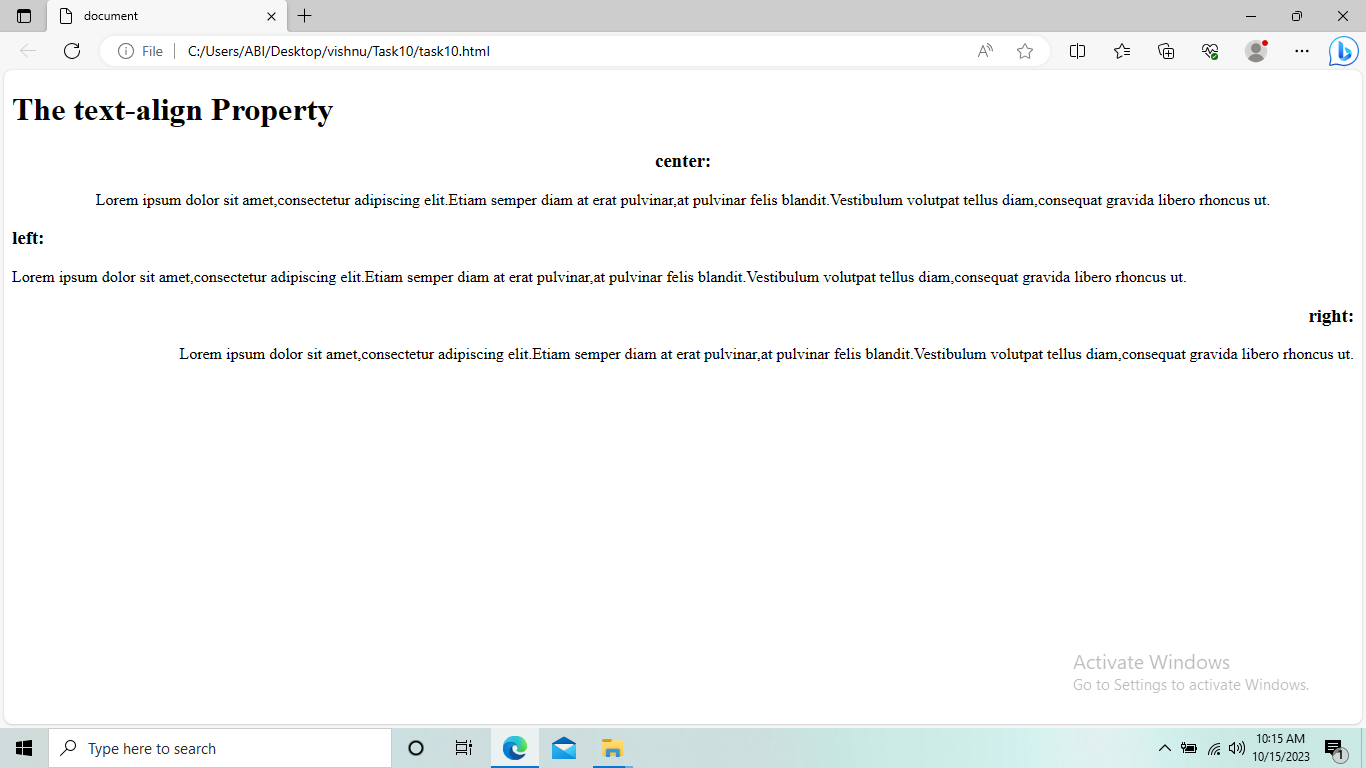 document
File
C:/Users/ABI/Desktop/vishnu/Task10/task10.html
The text-align Property
center:
Lorem ipsum dolor sit amet,consectetur adipiscing elit.Etiam semper diam at erat pulvinar,at pulvinar felis blandit.Vestibulum volutpat tellus diam,consequat gravida libero rhoncus ut.
left:
Lorem ipsum dolor sit amet,consectetur adipiscing elit.Etiam semper diam at erat pulvinar,at pulvinar felis blandit.Vestibulum volutpat tellus diam,consequat gravida libero rhoncus ut.
right:
Lorem ipsum dolor sit amet,consectetur adipiscing elit.Etiam semper diam at erat pulvinar,at pulvinar felis blandit.Vestibulum volutpat tellus diam,consequat gravida libero rhoncus ut.
Activate Windows
Go to Settings to activate Windows.
Type here to search
10:15 AM
10/15/2023
1